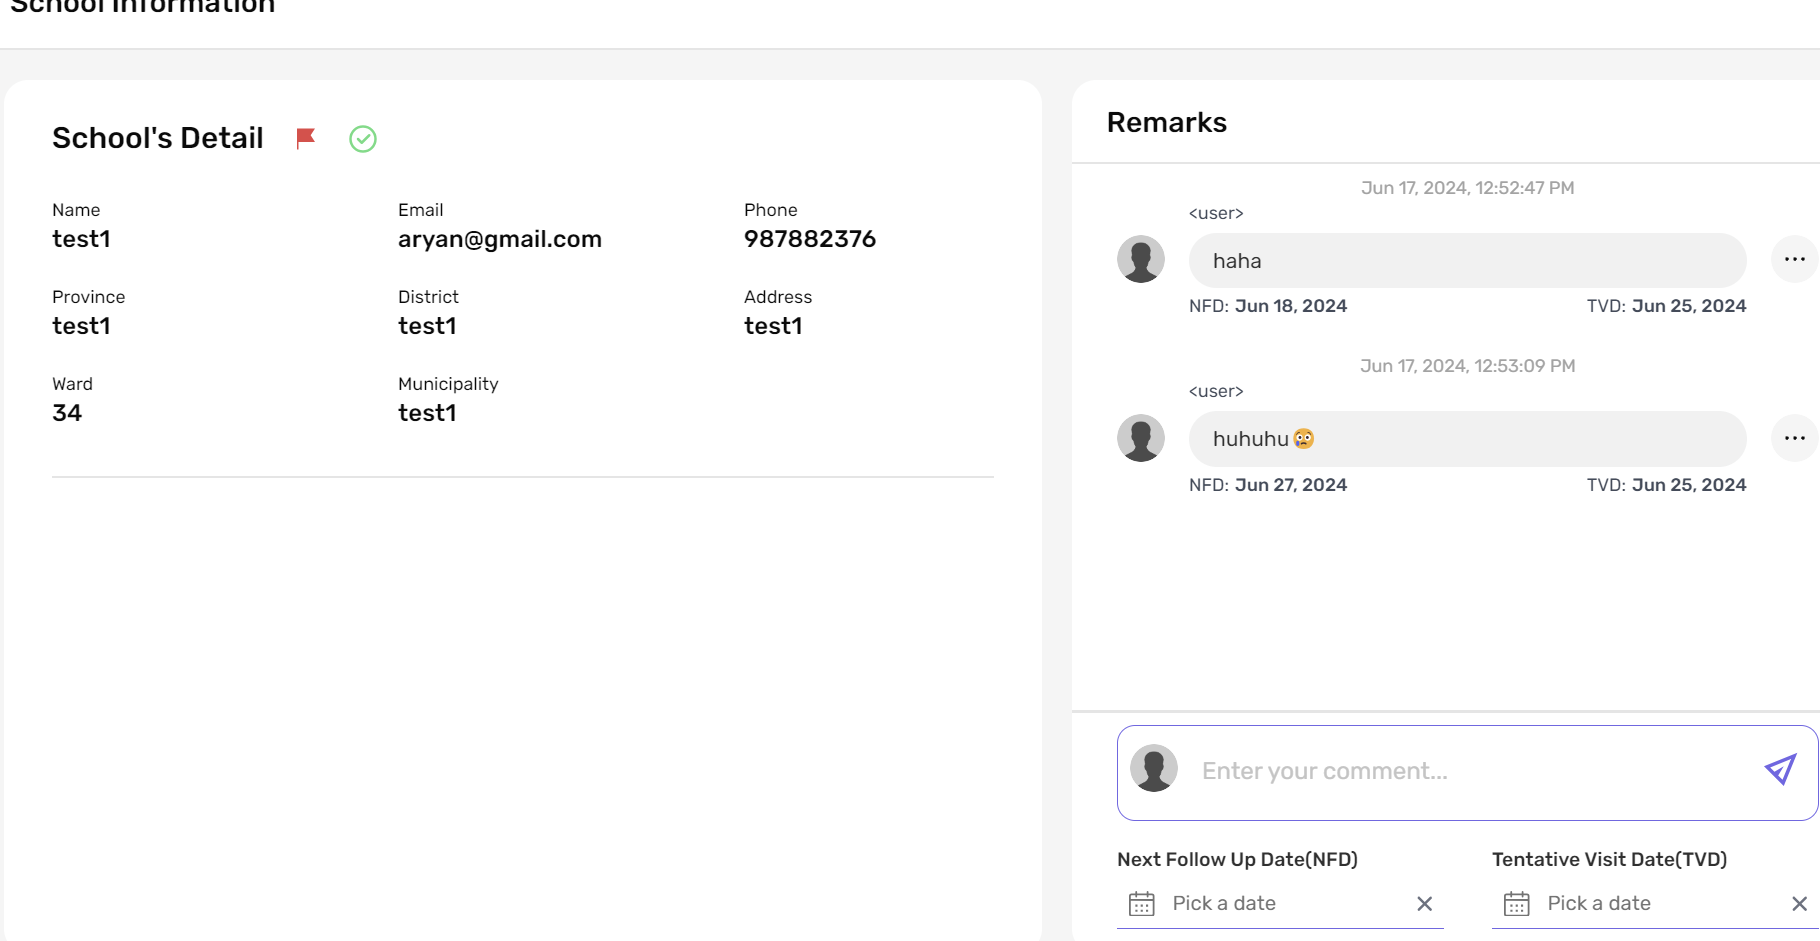 School Information
School's Detail
Name
test1
Email
aryan@gmail.com
Phone
987882376
Province
test1
District
test1
Address
test1
Ward
34
Municipality
test1
Remarks
Jun 17, 2024, 12:52:47 PM
<user>
haha
NFD: Jun 18, 2024
TVD: Jun 25, 2024
Jun 17, 2024, 12:53:09 PM
<user>
huhuhu😢
NFD: Jun 27, 2024
TVD: Jun 25, 2024
Enter your comment...
Next Follow Up Date(NFD)
Pick a date
Tentative Visit Date(TVD)
Pick a date